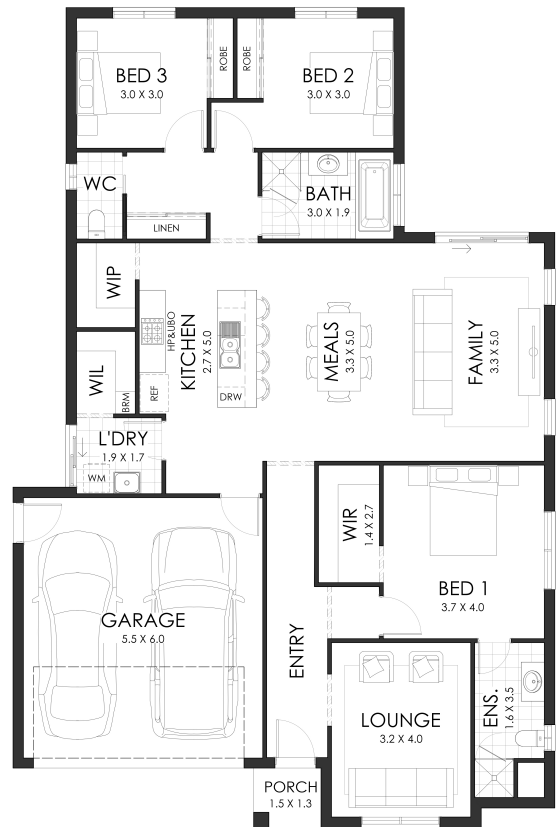 BED 3
3.0 X 3.0
ROBE
ROBE
BED 2
3.0 X 3.0
WC
LINEN
BATH
3.0 X 1.9
WIP
HP&UBO
KITCHEN
2.7 X 5.0
MEALS
3.3 X 5.0
FAMILY
3.3 X 5.0
WIL
BRM
REF
DRW
L'DRY
1.9 X 1.7
WM
WIR
1.4 X 2.7
BED 1
3.7 X 4.0
GARAGE
5.5 X 6.0
ENTRY
LOUNGE
3.2 X 4.0
ENS.
1.6 X 3.5
PORCH
1.5 X 1.3